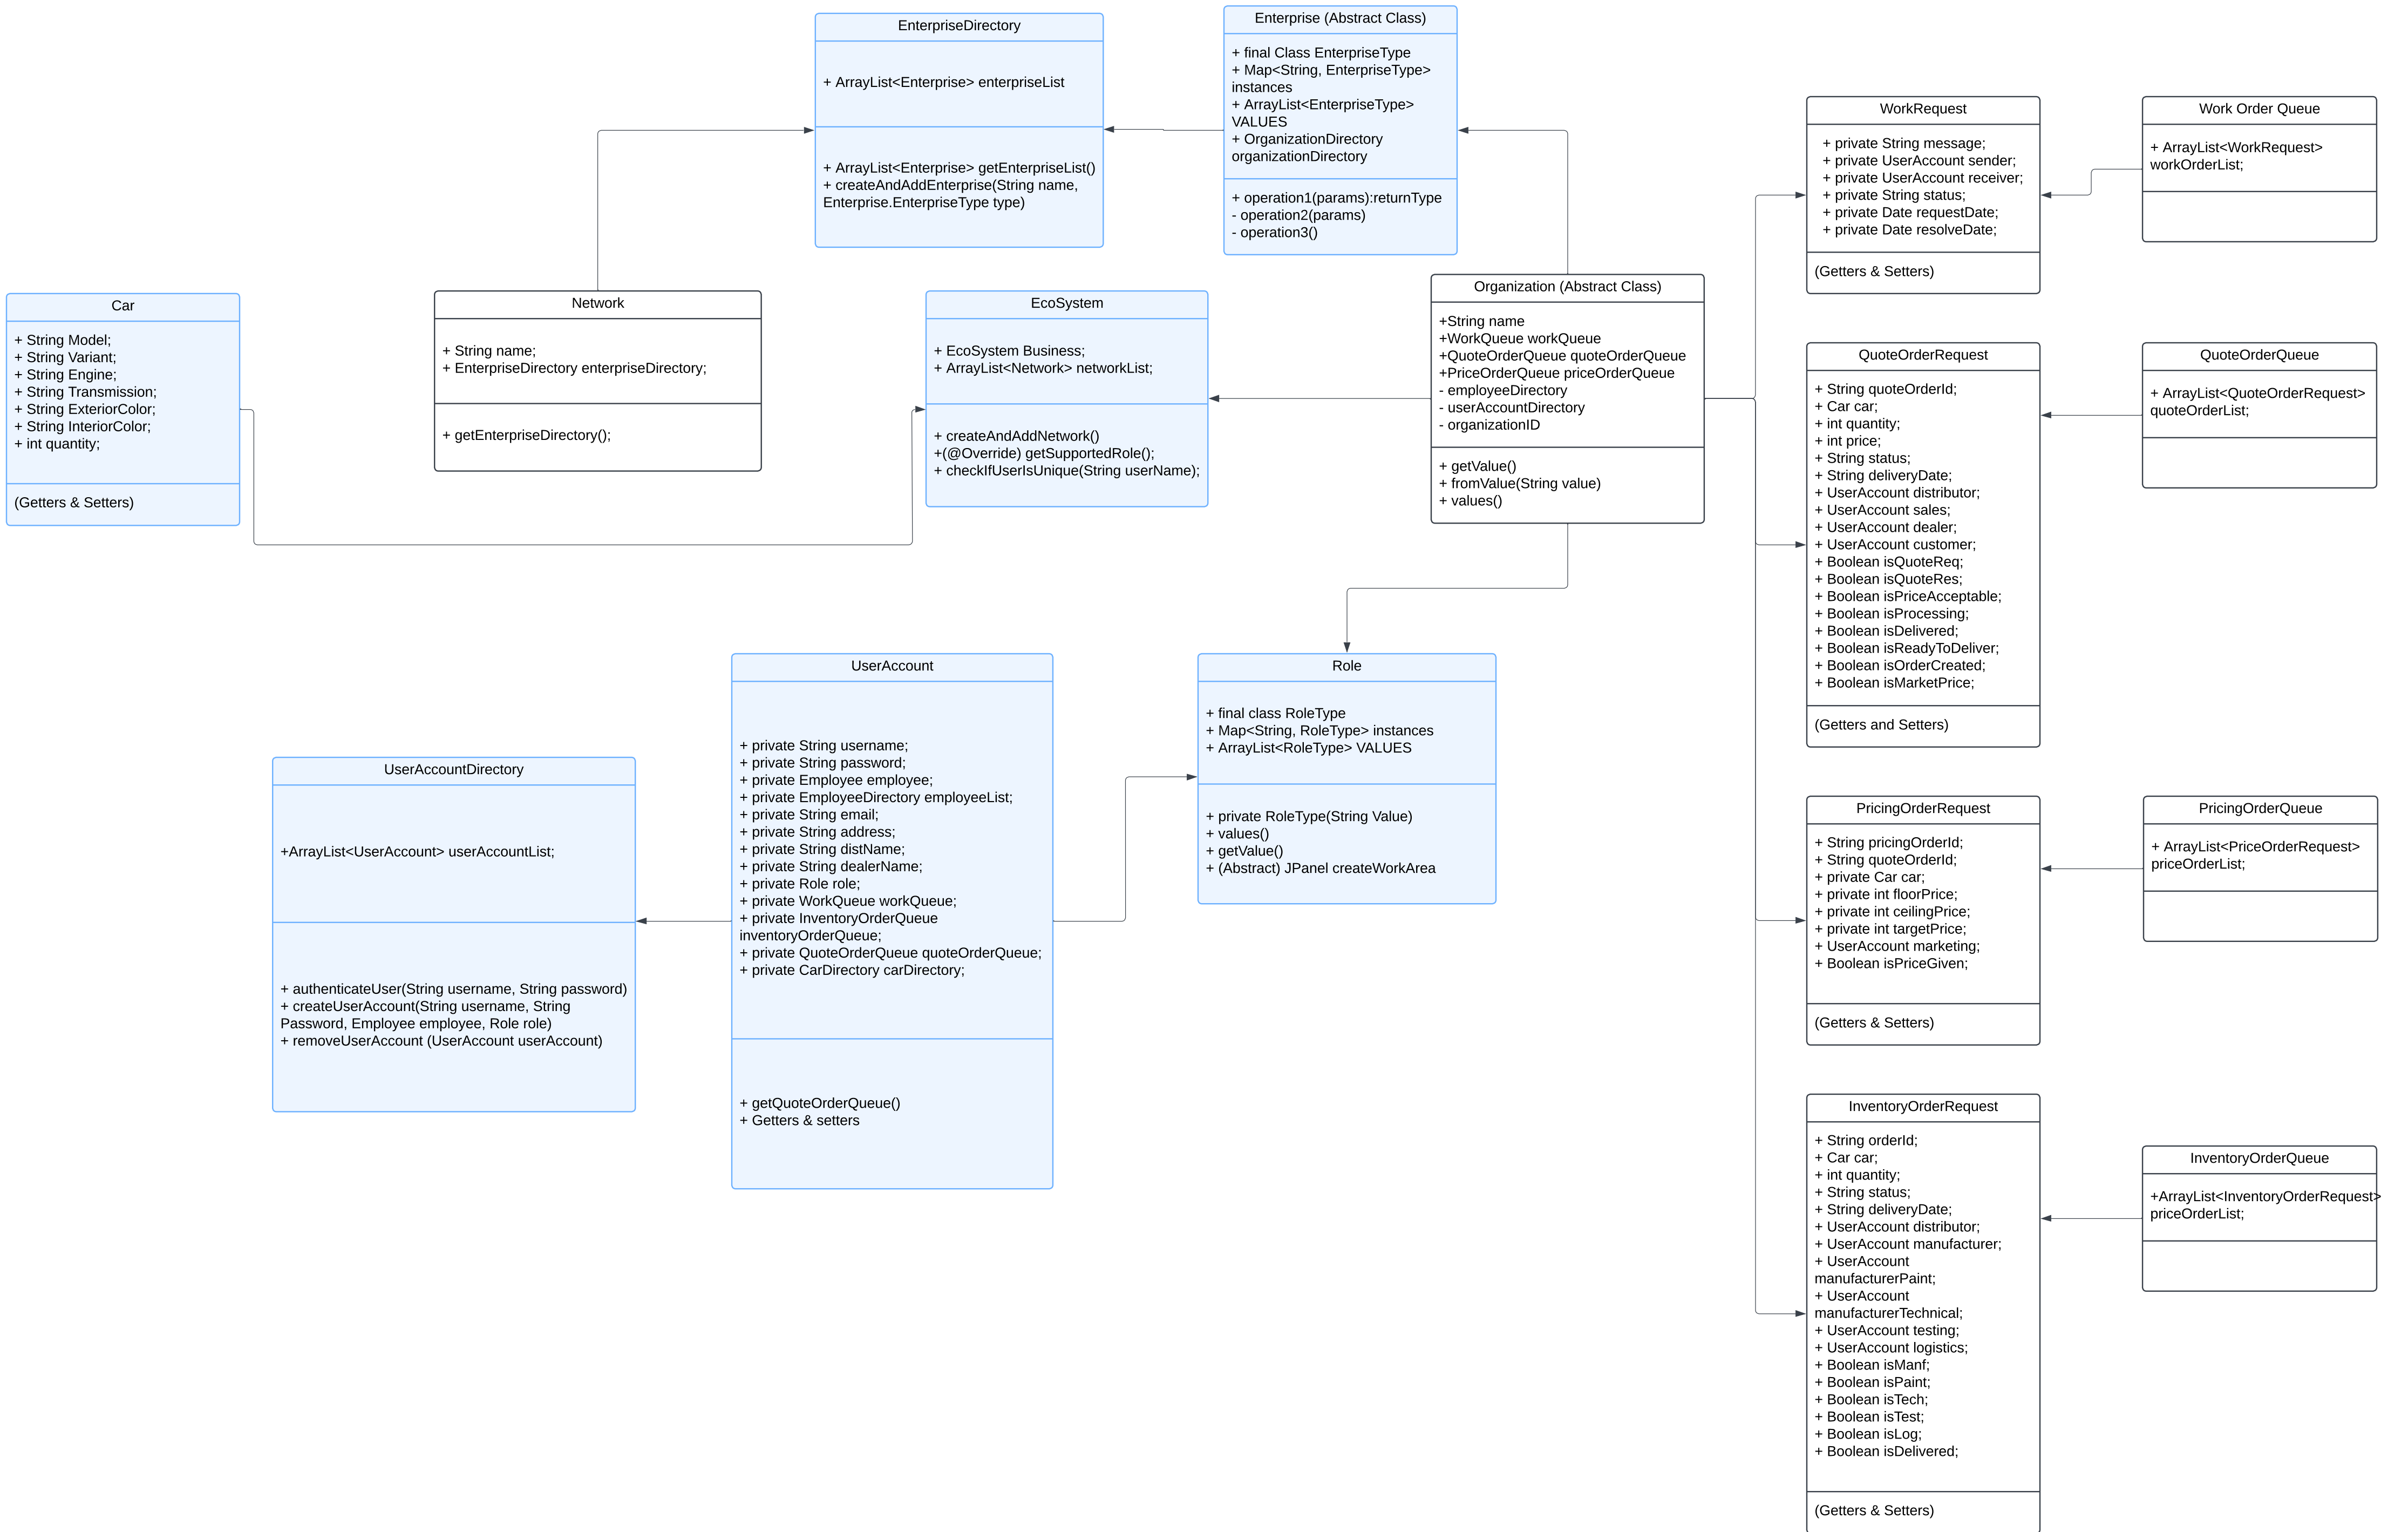 EnterpriseDirectory
+ ArrayList<Enterprise> enterpriseList
+ ArrayList<Enterprise> getEnterpriseList()
+ createAndAddEnterprise(String name,
Enterprise.EnterpriseType type)
Enterprise (Abstract Class)
+ final Class EnterpriseType
+ Map<String, EnterpriseType>
instances
+ ArrayList<EnterpriseType>
VALUES
+ OrganizationDirectory
organizationDirectory
+ operation1(params):returnType
- operation2(params)
- operation3()
WorkRequest
+ private String message;
+ private UserAccount sender;
+ private UserAccount receiver;
+ private String status;
+ private Date requestDate;
+ private Date resolveDate;
(Getters & Setters)
Work Order Queue
+ ArrayList<WorkRequest>
workOrderList;
Car
+ String Model;
+ String Variant;
+ String Engine;
+ String Transmission;
+ String ExteriorColor;
+ String InteriorColor;
+ int quantity;
(Getters & Setters)
Network
+ String name;
+ EnterpriseDirectory enterpriseDirectory;
+ getEnterpriseDirectory();
EcoSystem
+ EcoSystem Business;
+ ArrayList<Network> networkList;
+ createAndAddNetwork()
+(@Override) getSupportedRole();
+ checkIfUserIsUnique(String userName);
Organization (Abstract Class)
+String name
+WorkQueue workQueue
+QuoteOrderQueue quoteOrderQueue
+PriceOrderQueue priceOrderQueue
- employeeDirectory
- userAccountDirectory
- organizationID
+ getValue()
+ fromValue(String value)
+ values()
QuoteOrderRequest
+ String quoteOrderId;
+ Car car;
+ int quantity;
+ int price;
+ String status;
+ String deliveryDate;
+ UserAccount distributor;
+ UserAccount sales;
+ UserAccount dealer;
+ UserAccount customer;
+ Boolean isQuoteReq;
+ Boolean isQuoteRes;
+ Boolean isPriceAcceptable;
+ Boolean isProcessing;
+ Boolean isDelivered;
+ Boolean isReadyToDeliver;
+ Boolean isOrderCreated;
+ Boolean isMarketPrice;
(Getters and Setters)
QuoteOrderQueue
+ ArrayList<QuoteOrderRequest>
quoteOrderList;
UserAccountDirectory
+ArrayList<UserAccount> userAccountList;
+ authenticateUser(String username, String password)
+ createUserAccount(String username, String
Password, Employee employee, Role role)
+ removeUserAccount (UserAccount userAccount)
UserAccount
+ private String username;
+ private String password;
+ private Employee employee;
+ private EmployeeDirectory employeeList;
+ private String email;
+ private String address;
+ private String distName;
+ private String dealerName;
+ private Role role;
+ private WorkQueue workQueue;
+ private InventoryOrderQueue
inventoryOrderQueue;
+ private QuoteOrderQueue quoteOrderQueue;
+ private CarDirectory carDirectory;
+ getQuoteOrderQueue()
+ Getters & setters
Role
+ final class RoleType
+ Map<String, RoleType> instances
+ ArrayList<RoleType> VALUES
+ private RoleType(String Value)
+ values()
+ getValue()
+ (Abstract) JPanel createWorkArea
PricingOrderRequest
+ String pricingOrderId;
+ String quoteOrderId;
+ private Car car;
+ private int floorPrice;
+ private int ceilingPrice;
+ private int targetPrice;
+ UserAccount marketing;
+ Boolean isPriceGiven;
(Getters & Setters)
PricingOrderQueue
+ ArrayList<PriceOrderRequest>
priceOrderList;
InventoryOrderRequest
+ String orderId;
+ Car car;
+ int quantity;
+ String status;
+ String deliveryDate;
+ UserAccount distributor;
+ UserAccount manufacturer;
+ UserAccount
manufacturerPaint;
+ UserAccount
manufacturerTechnical;
+ UserAccount testing;
+ UserAccount logistics;
+ Boolean isManf;
+ Boolean isPaint;
+ Boolean isTech;
+ Boolean isTest;
+ Boolean isLog;
+ Boolean isDelivered;
(Getters & Setters)
InventoryOrderQueue
+ArrayList<InventoryOrderRequest>
priceOrderList;